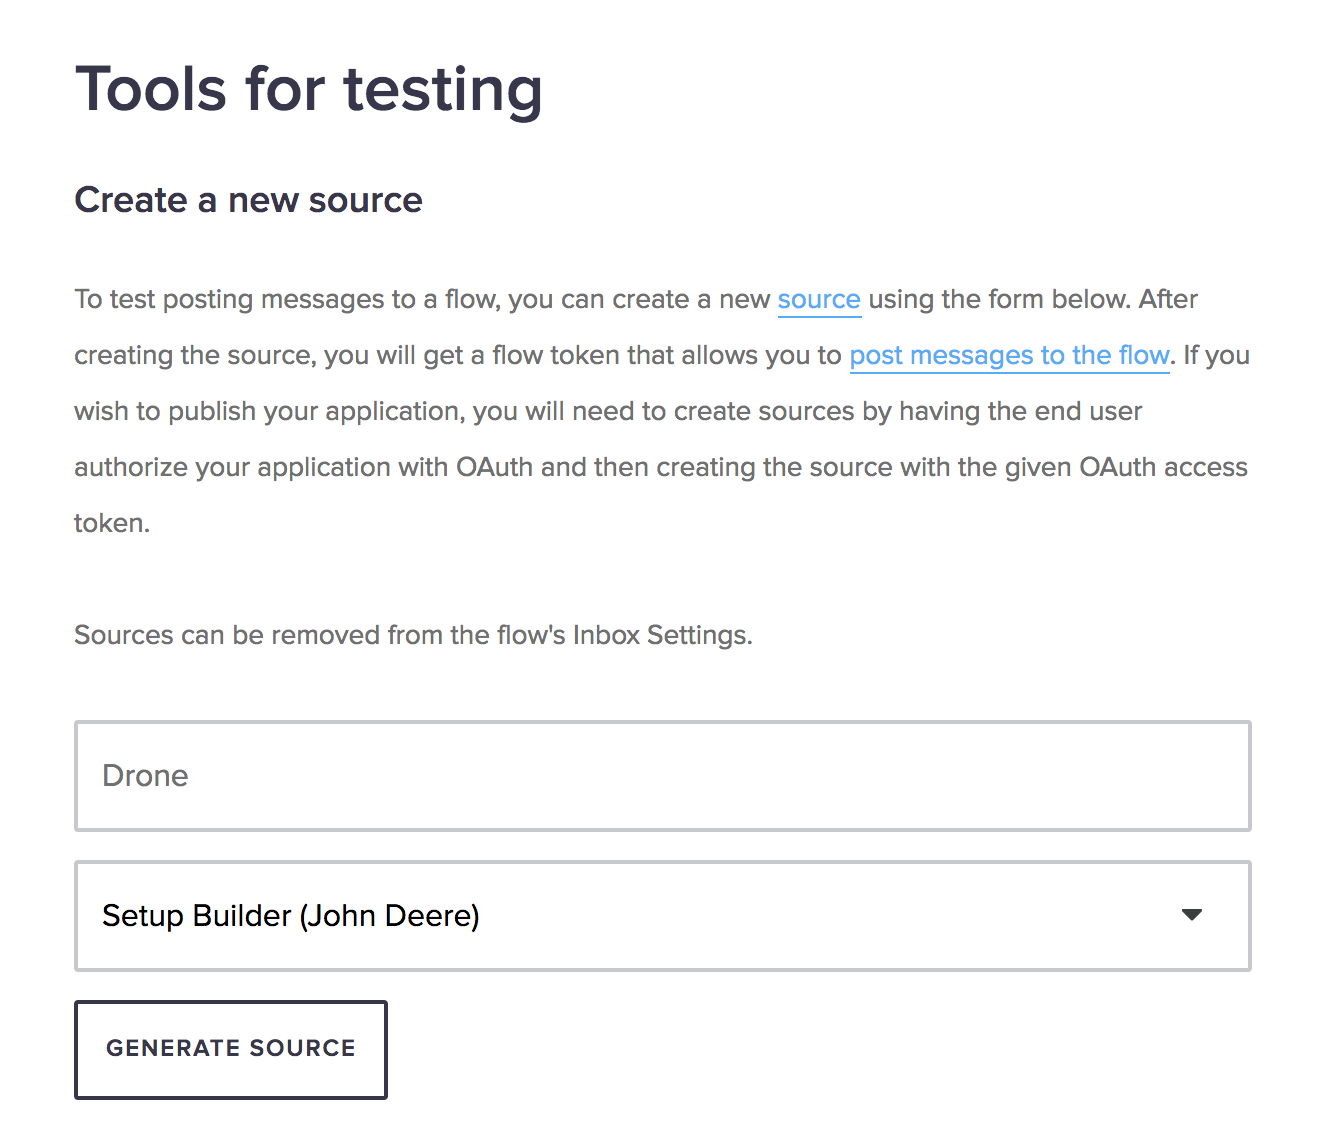 Tools for testing
Create a new source
To test posting messages to a flow, you can create a new source using the form below. After
creating the source, you will get a flow token that allows you to post messages to the flow. If you
wish to publish your application, you will need to create sources by having the end user
authorize your application with OAuth and then creating the source with the given OAuth access
token.
Sources can be removed from the flow's Inbox Settings.
Drone
Setup Builder (John Deere)
GENERATE SOURCE